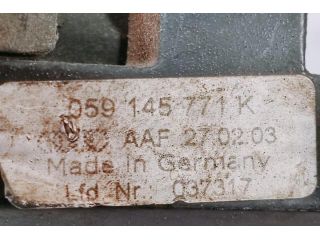 059 145 771 K
AAF 27.02.03
Made in Germany
Lfd Nr. 037317